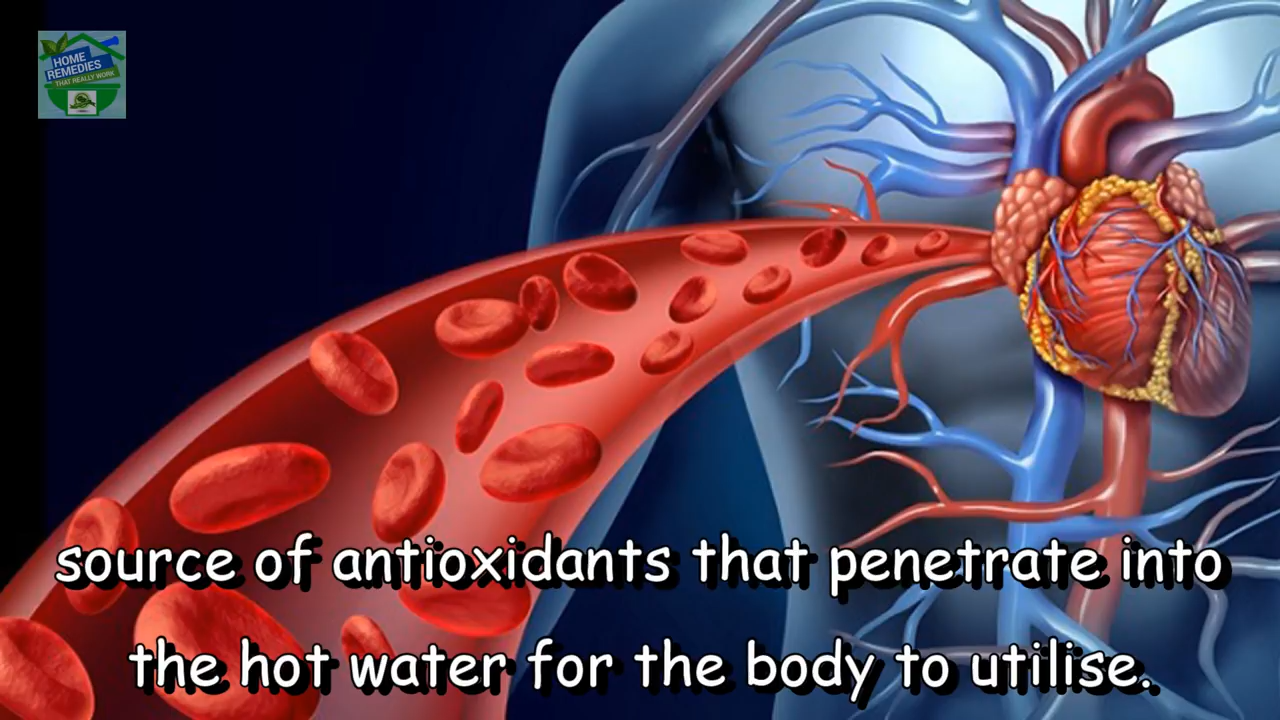 HOME
REMEDIES
THAT REALLY WORK
source of antioxidants that penetrate into
the hot water for the body to utilise.